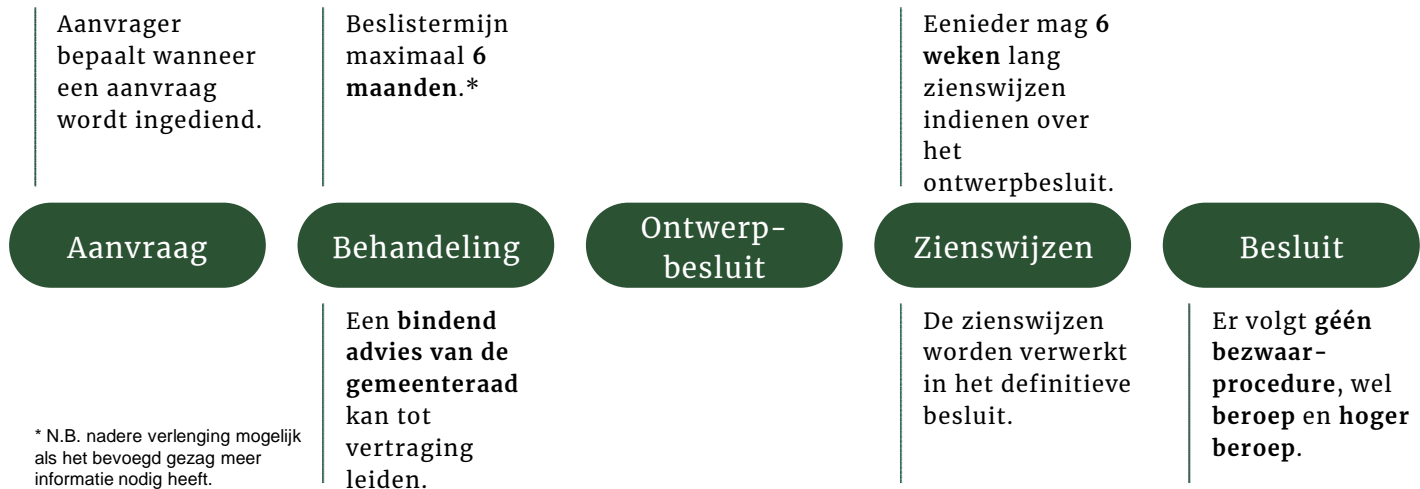 Aanvrager
bepaalt wanneer
een aanvraag
wordt ingediend.
Beslistermijn
maximaal 6
maanden.*
Eenieder mag 6
weken lang
zienswijzen
indienen over
het
ontwerpbesluit.
Aanvraag
Behandeling
Ontwerp-
besluit
Zienswijzen
Besluit
Een bindend
advies van de
gemeenteraad
kan tot
vertraging
leiden.
De zienswijzen
worden verwerkt
in het definitieve
besluit.
Er volgt géén
bezwaar-
procedure, wel
beroep en hoger
beroep.
* N.B. nadere verlenging mogelijk
als het bevoegd gezag meer
informatie nodig heeft.